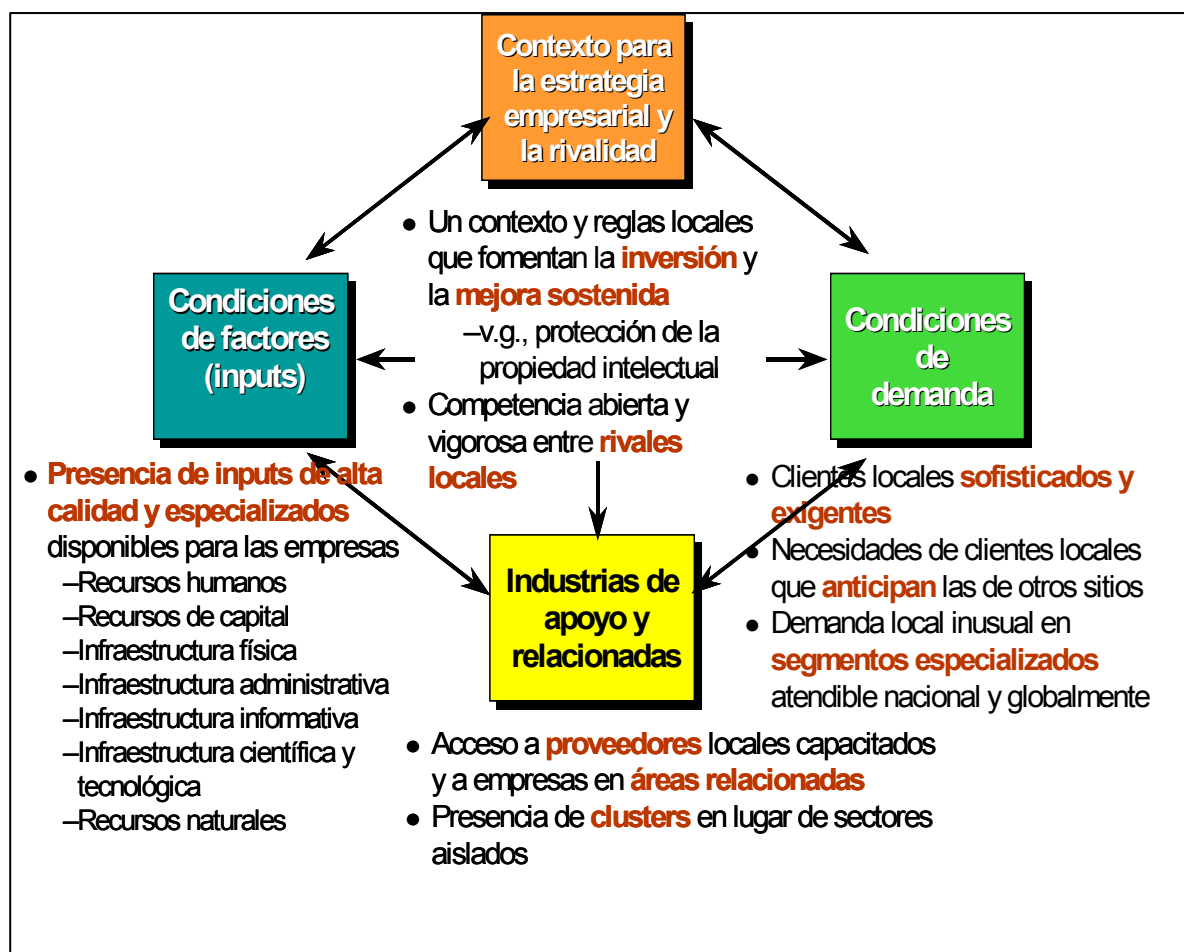 Contexto para
la estrategia
empresarial y
la rivalidad
● Un contexto y reglas locales
que fomentan la inversión y
la mejora sostenida
–v.g., protección de la
propiedad intelectual
● Competencia abierta y
vigorosa entre rivales
locales
Condiciones
de factores
(inputs)
● Presencia de inputs de alta
calidad y especializados
disponibles para las empresas
–Recursos humanos
–Recursos de capital
–Infraestructura física
–Infraestructura administrativa
–Infraestructura informativa
–Infraestructura científica y
tecnológica
–Recursos naturales
Condiciones
de
demanda
● Clientes locales sofisticados y
exigentes
● Necesidades de clientes locales
que anticipan las de otros sitios
● Demanda local inusual en
segmentos especializados
atendible nacional y globalmente
Industrias de
apoyo y
relacionadas
● Acceso a proveedores locales capacitados
y a empresas en áreas relacionadas
● Presencia de clusters en lugar de sectores
aislados